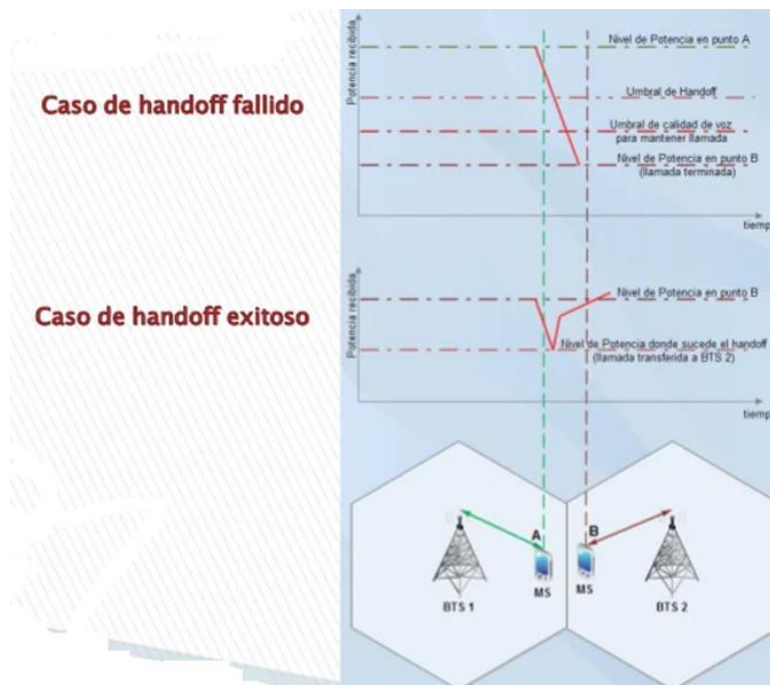 Caso de handoff fallido
Potencia recibida
Nivel de Potencia en punto A
Umbral de Handoff
Umbral de calidad de voz
para mantener llamada
Nivel de Potencia en punto B
(llamada terminada)
tiemp
Caso de handoff exitoso
Potencia recibida
Nivel de Potencia en punto B
Nivel de Potencia donde sucede el handoff
(llamada transferida a BTS 2)
tiemp
A
B
MS
MS
BTS 1
BTS 2